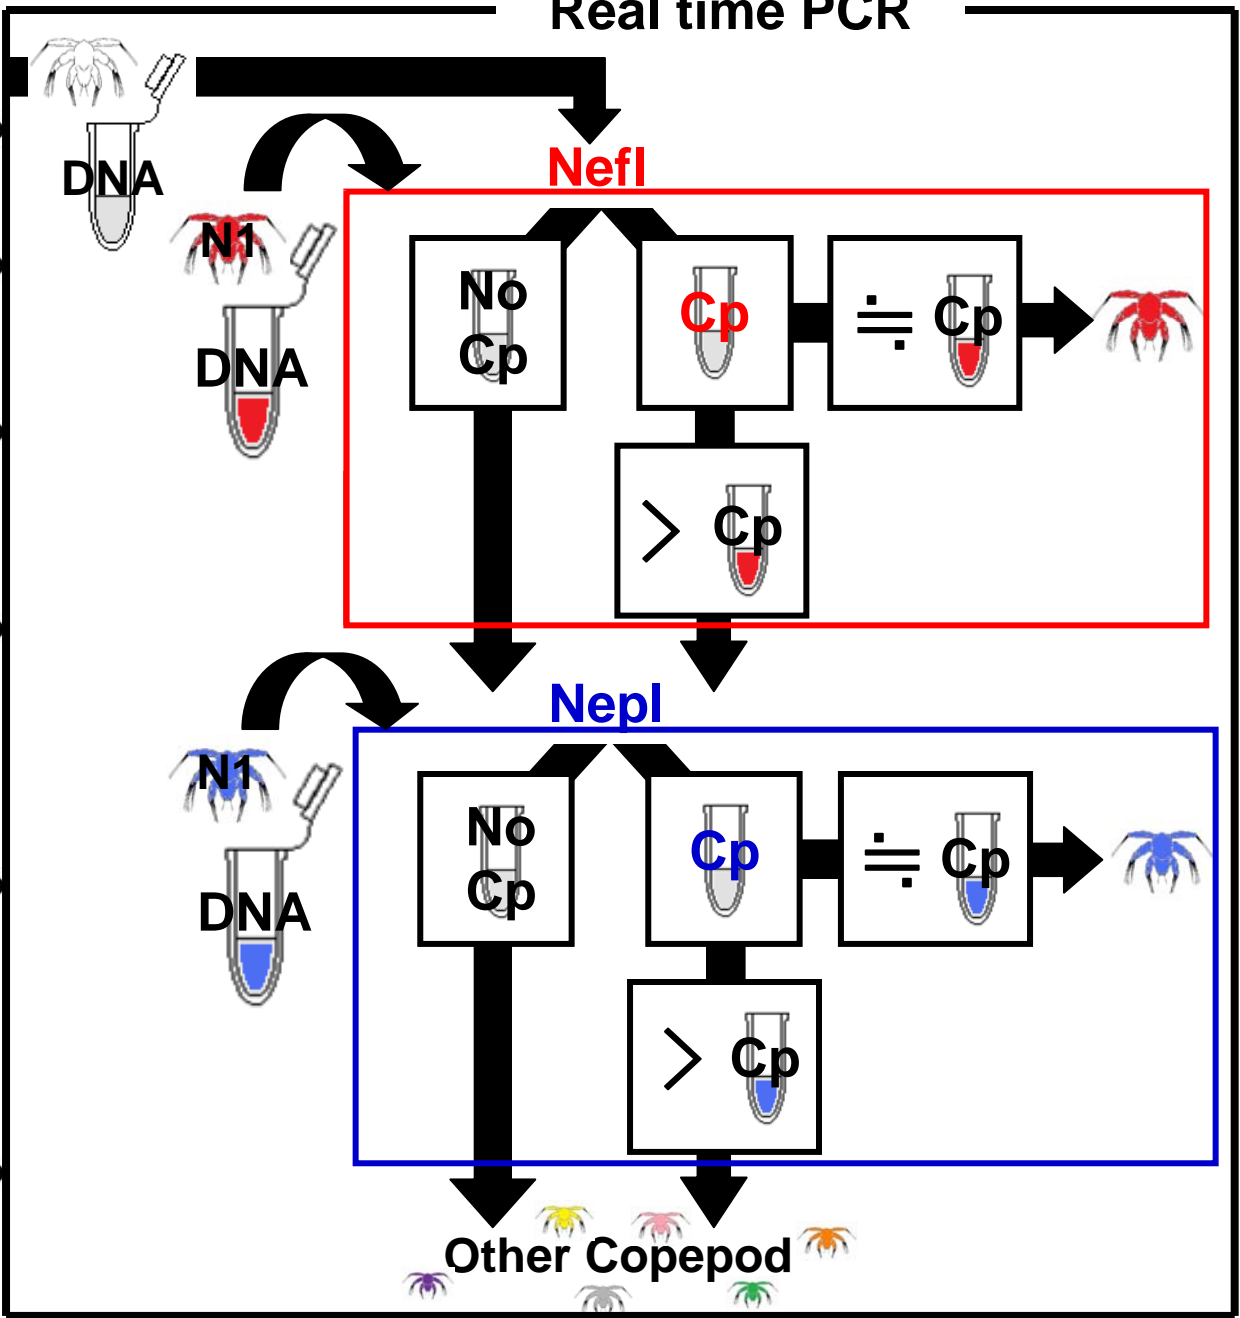 Real time PCR
DNA
Nefl
N1
DNA
No
Cp
Cp
≒ Cp
> Cp
Nepl
N1
DNA
No
Cp
Cp
≒ Cp
> Cp
Other Copepod